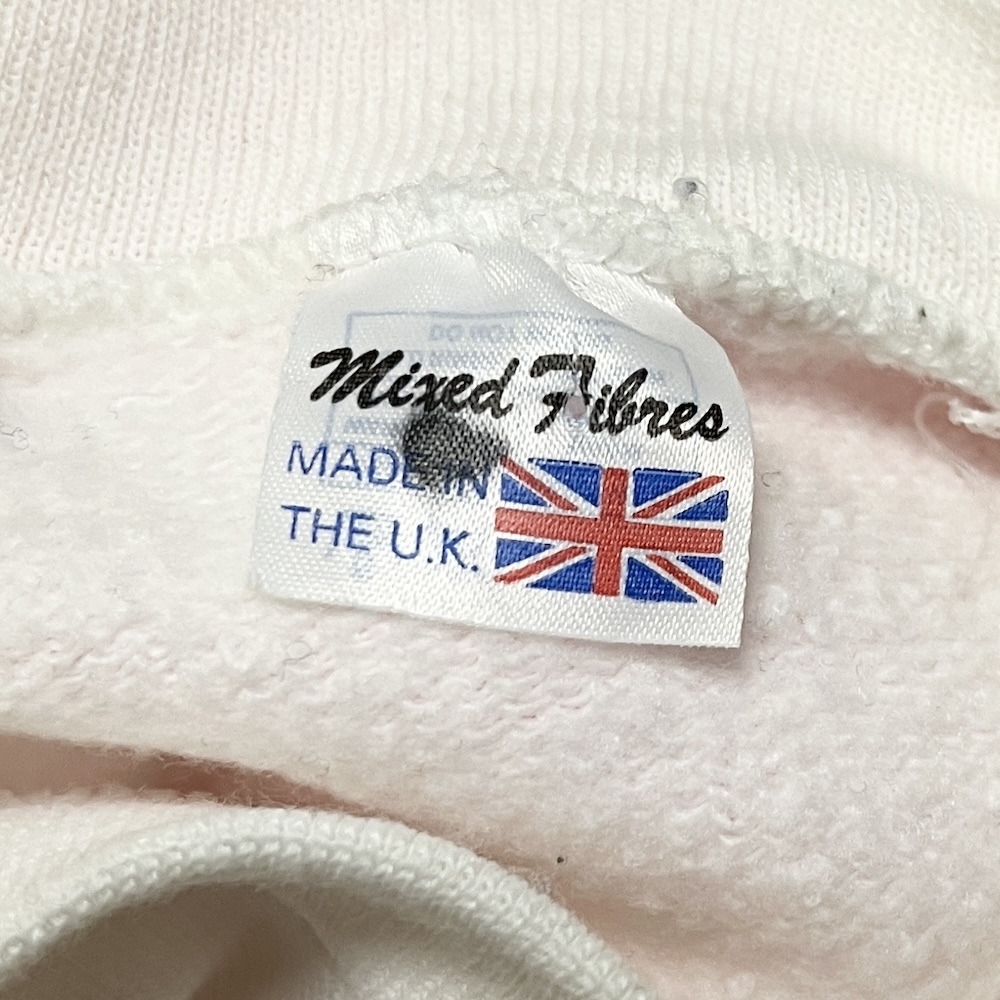 Mixed Fibres
MADE IN
THE U.K.